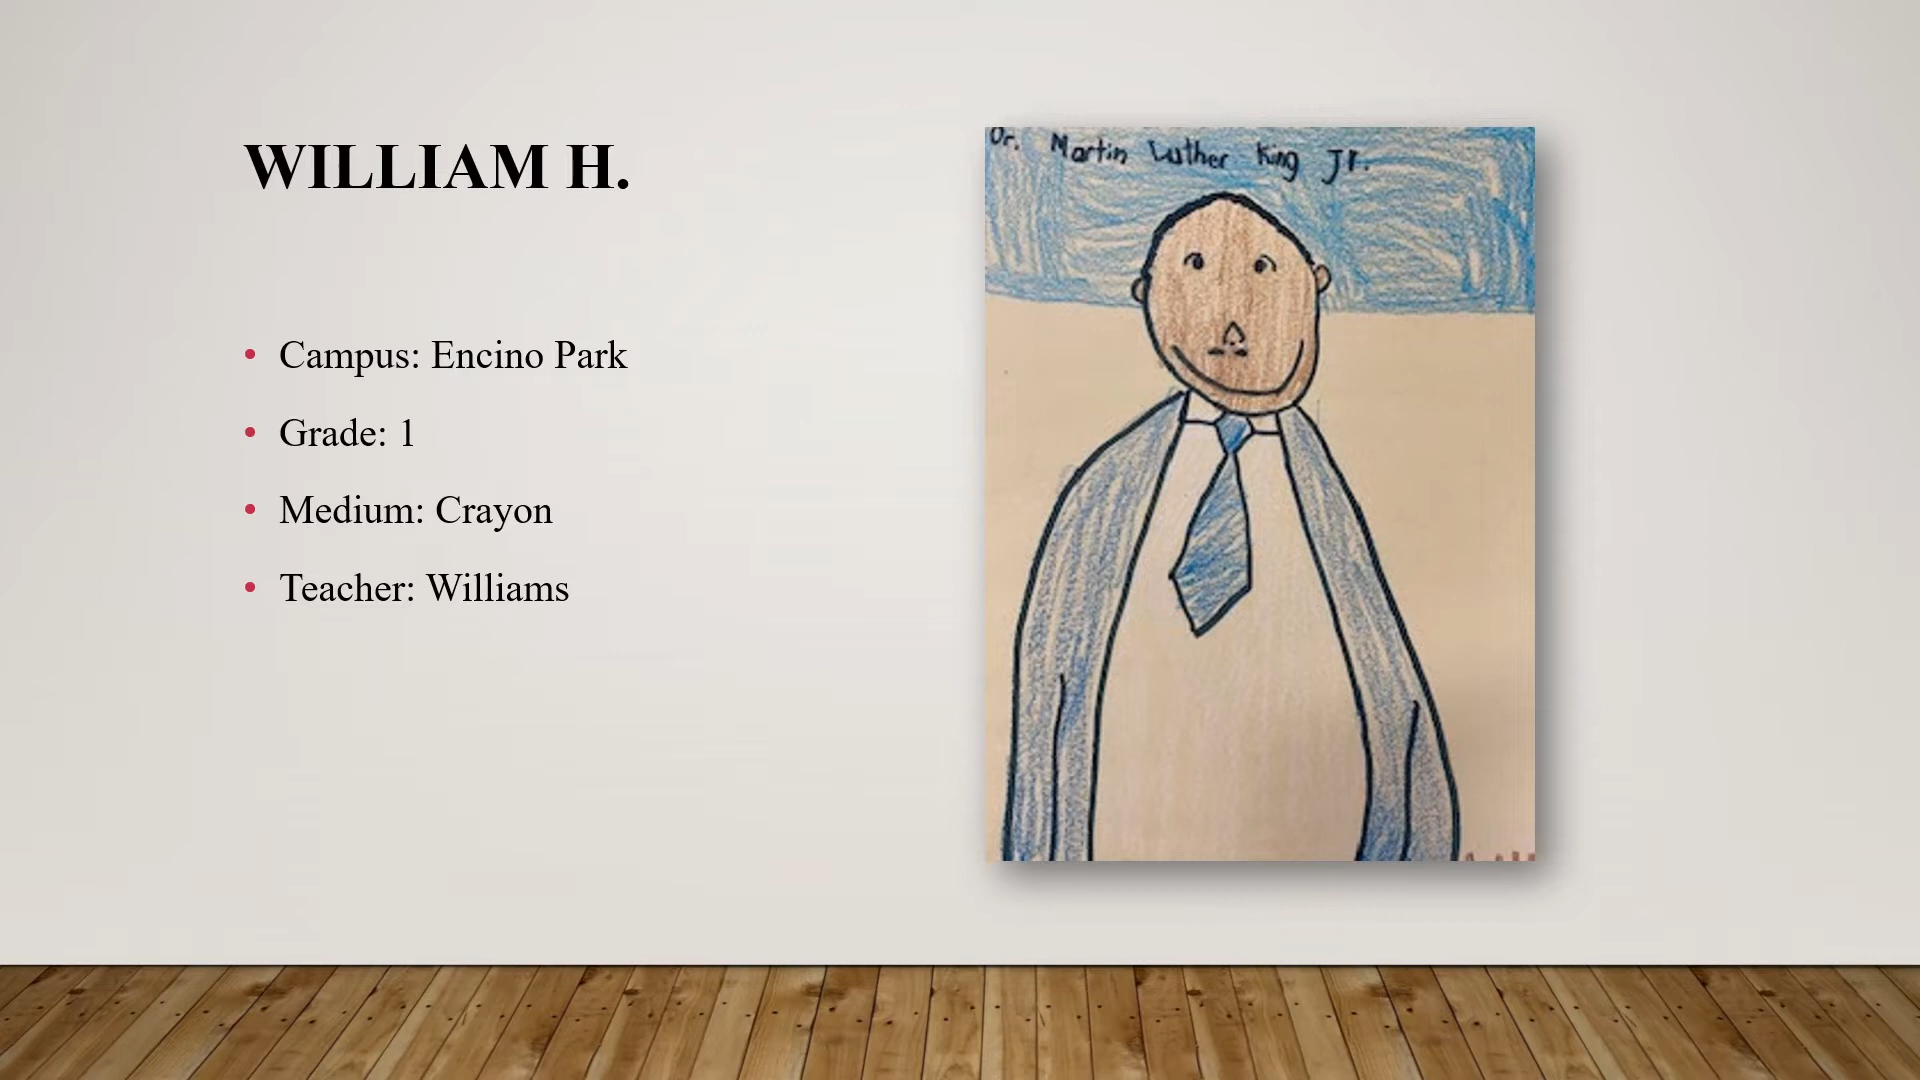 WILLIAM H.
• Campus: Encino Park
• Grade: 1
• Medium: Crayon
• Teacher: Williams
Dr. Martin Luther King Jr.